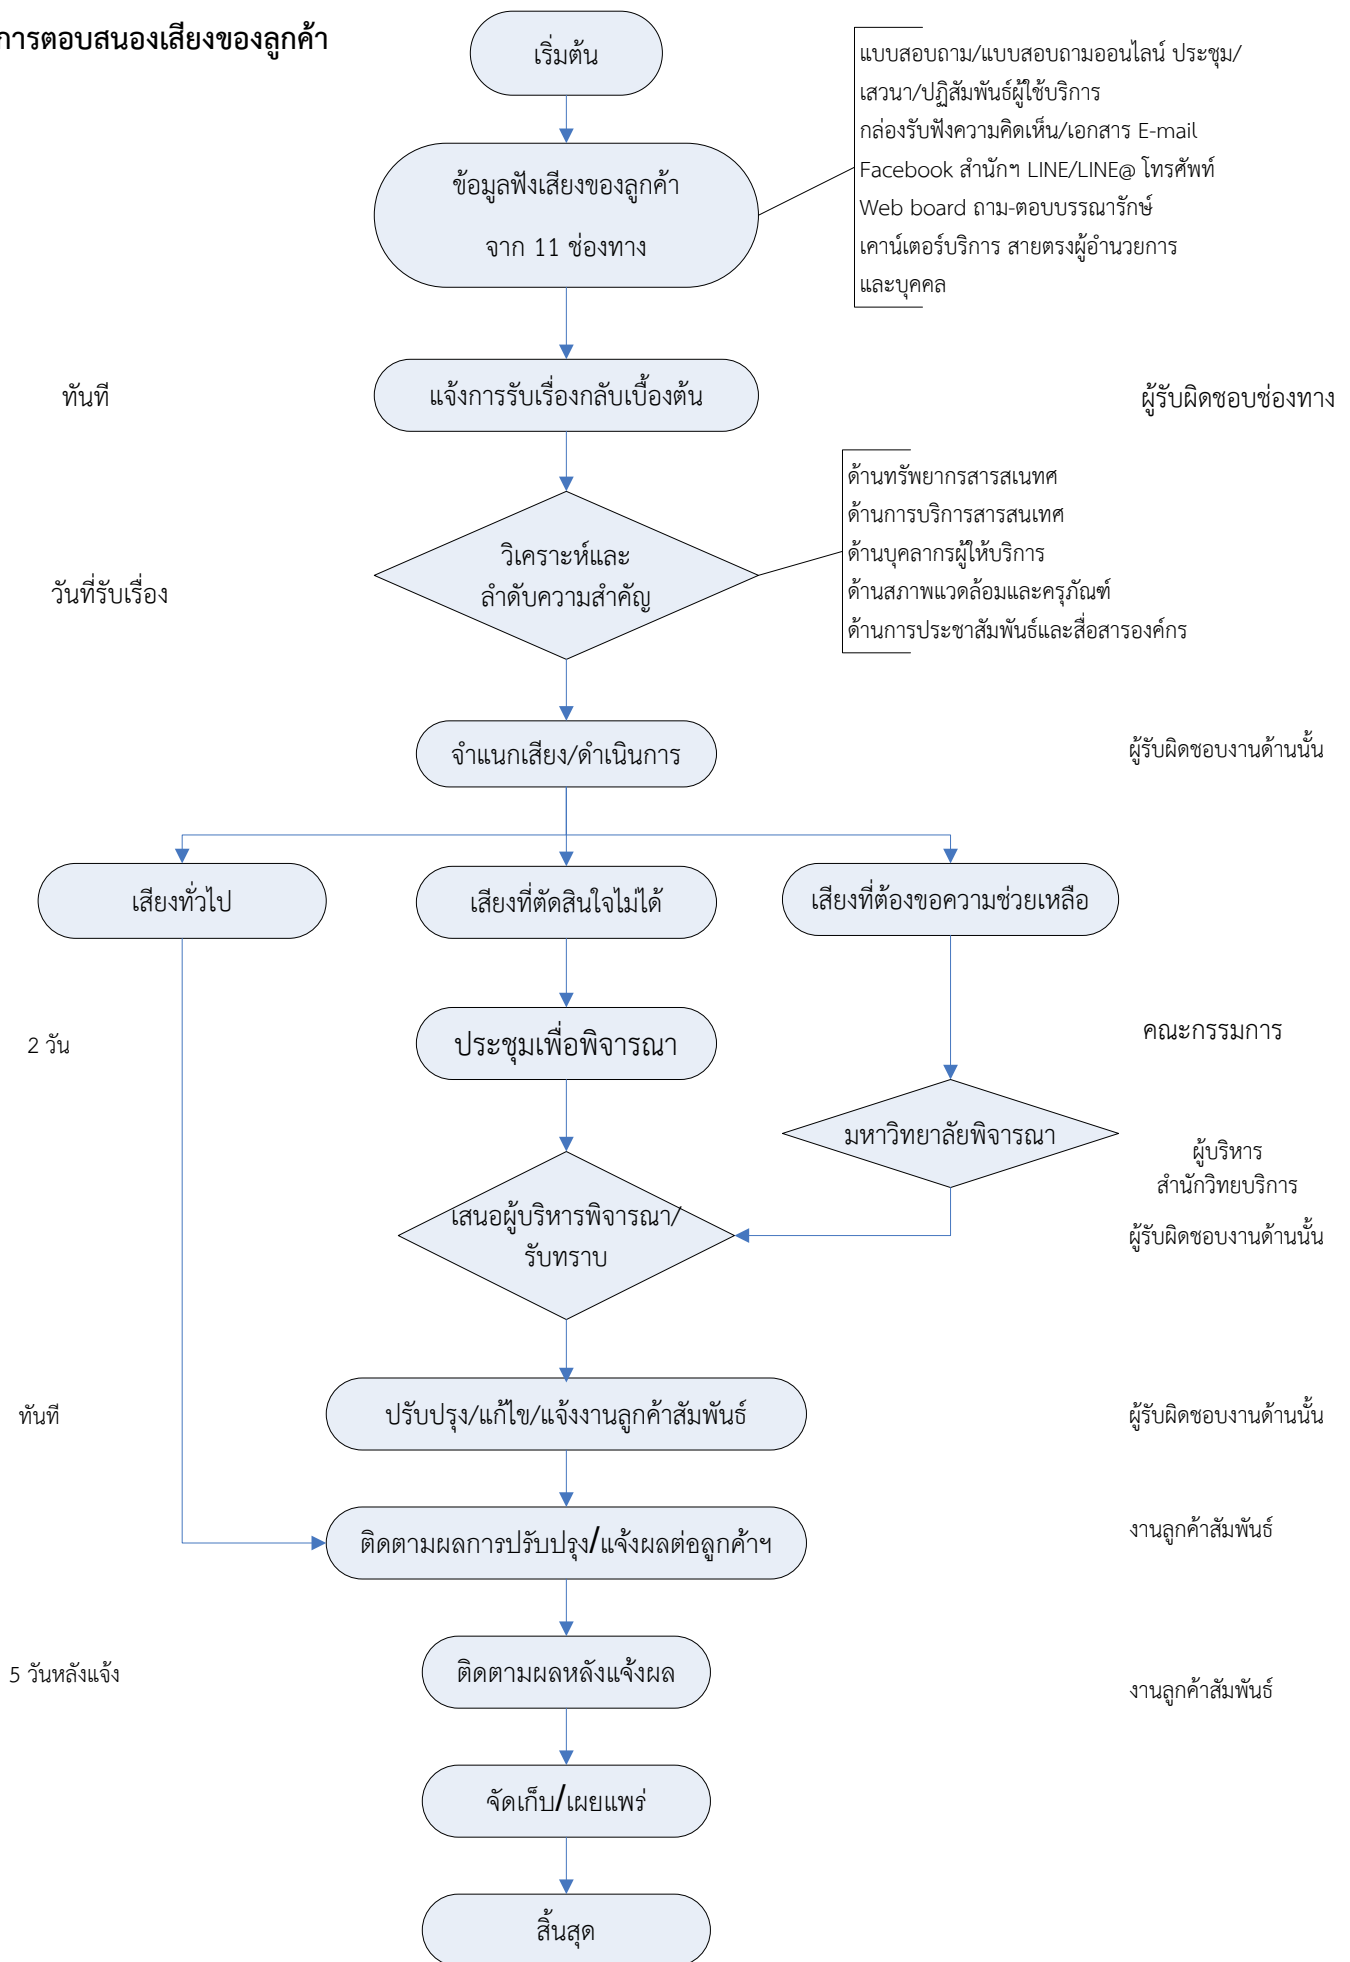 การตอบสนองเสียงของลูกค้า
เริ่มต้น
แบบสอบถาม/แบบสอบถามออนไลน์ ประชุม/
เสวนา/ปฏิสัมพันธ์ผู้ใช้บริการ
กล่องรับฟังความคิดเห็น/เอกสาร E-mail
Facebook สำนักฯ LINE/LINE@ โทรศัพท์
Web board ถาม-ตอบบรรณารักษ์
เคาน์เตอร์บริการ สายตรงผู้อำนวยการ
และบุคคล
ข้อมูลฟังเสียงของลูกค้า
จาก 11 ช่องทาง
ทันที
แจ้งการรับเรื่องกลับเบื้องต้น
ผู้รับผิดชอบช่องทาง
ด้านทรัพยากรสารสเนทศ
ด้านการบริการสารสนเทศ
ด้านบุคลากรผู้ให้บริการ
ด้านสภาพแวดล้อมและครุภัณฑ์
ด้านการประชาสัมพันธ์และสื่อสารองค์กร
วันที่รับเรื่อง
วิเคราะห์และ
ลำดับความสำคัญ
จำแนกเสียง/ดำเนินการ
ผู้รับผิดชอบงานด้านนั้น
เสียงทั่วไป
เสียงที่ตัดสินใจไม่ได้
เสียงที่ต้องขอความช่วยเหลือ
2 วัน
ประชุมเพื่อพิจารณา
คณะกรรมการ
มหาวิทยาลัยพิจารณา
ผู้บริหาร
สำนักวิทยบริการ
เสนอผู้บริหารพิจารณา/
รับทราบ
ผู้รับผิดชอบงานด้านนั้น
ทันที
ปรับปรุง/แก้ไข/แจ้งงานลูกค้าสัมพันธ์
ผู้รับผิดชอบงานด้านนั้น
ติดตามผลการปรับปรุง/แจ้งผลต่อลูกค้าฯ
งานลูกค้าสัมพันธ์
5 วันหลังแจ้ง
ติดตามผลหลังแจ้งผล
งานลูกค้าสัมพันธ์
จัดเก็บ/เผยแพร่
สิ้นสุด